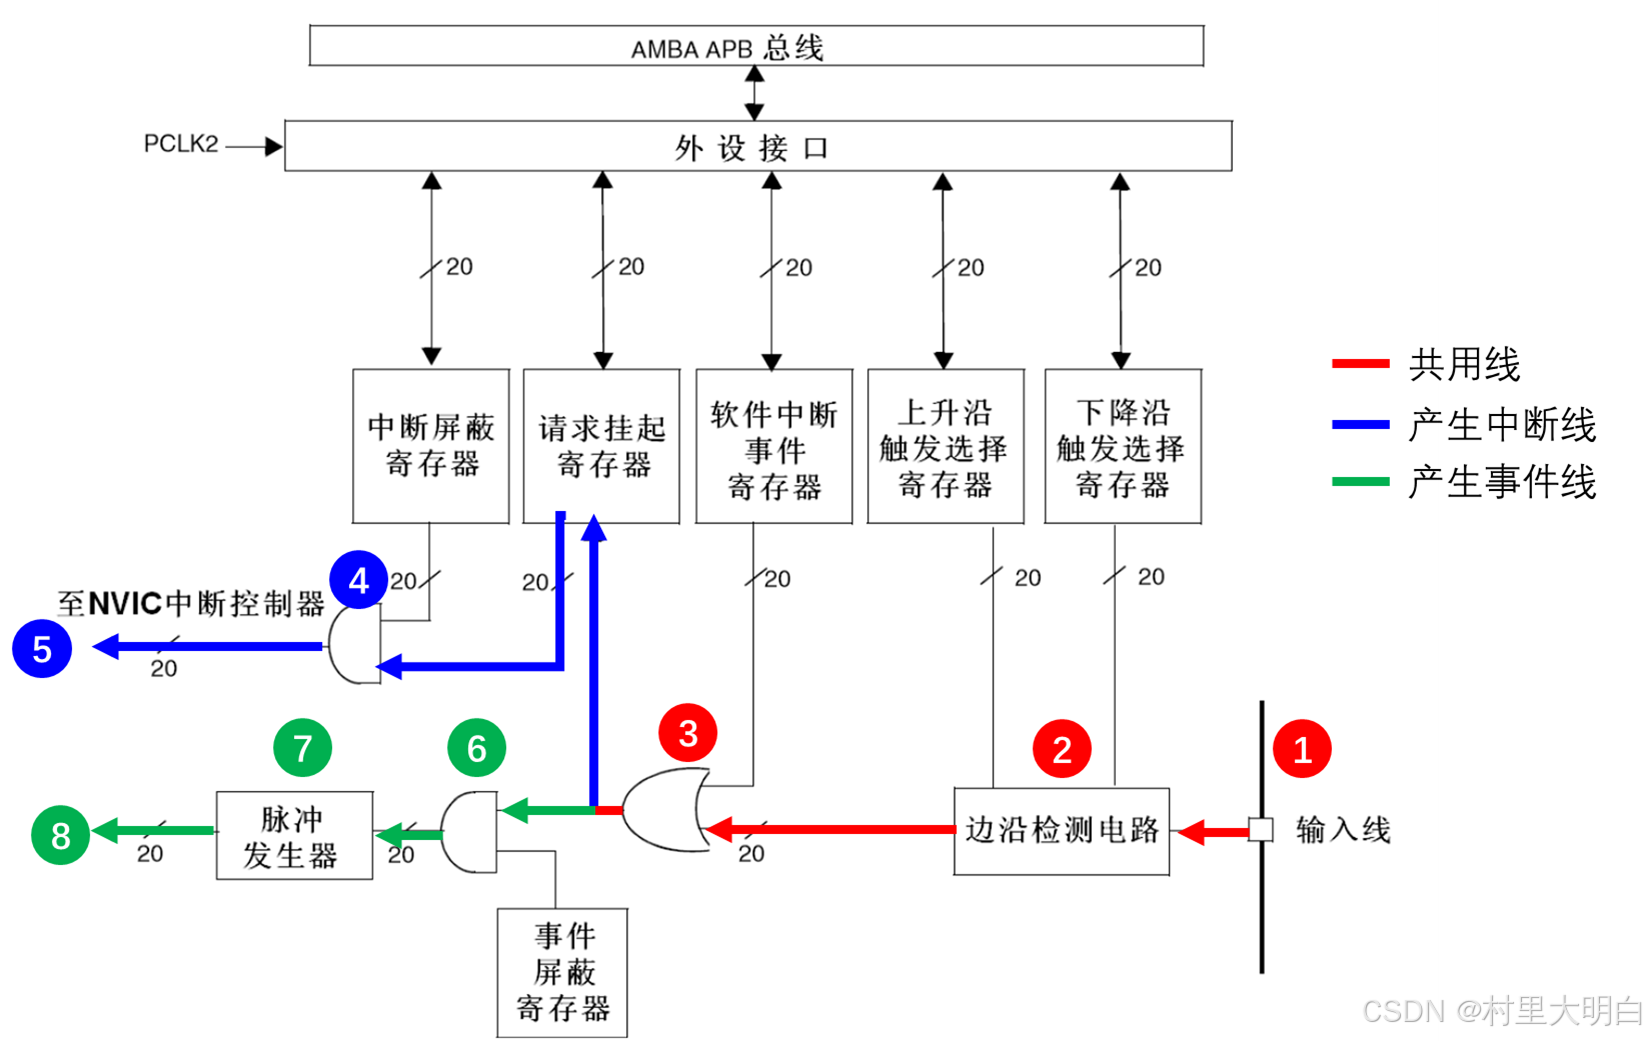 AMBA APB 总线
PCLK2
外设接口
20
20
20
20
20
中断屏蔽
寄存器
请求挂起
寄存器
软件中断
事件
寄存器
上升沿
触发选择
寄存器
下降沿
触发选择
寄存器
共用线
产生中断线
产生事件线
4
20
20
20
20
20
至NVIC中断控制器
5
20
3
2
1
7
6
8
20
脉冲
发生器
20
20
边沿检测电路
输入线
事件
屏蔽
寄存器
CSDN @村里大明白